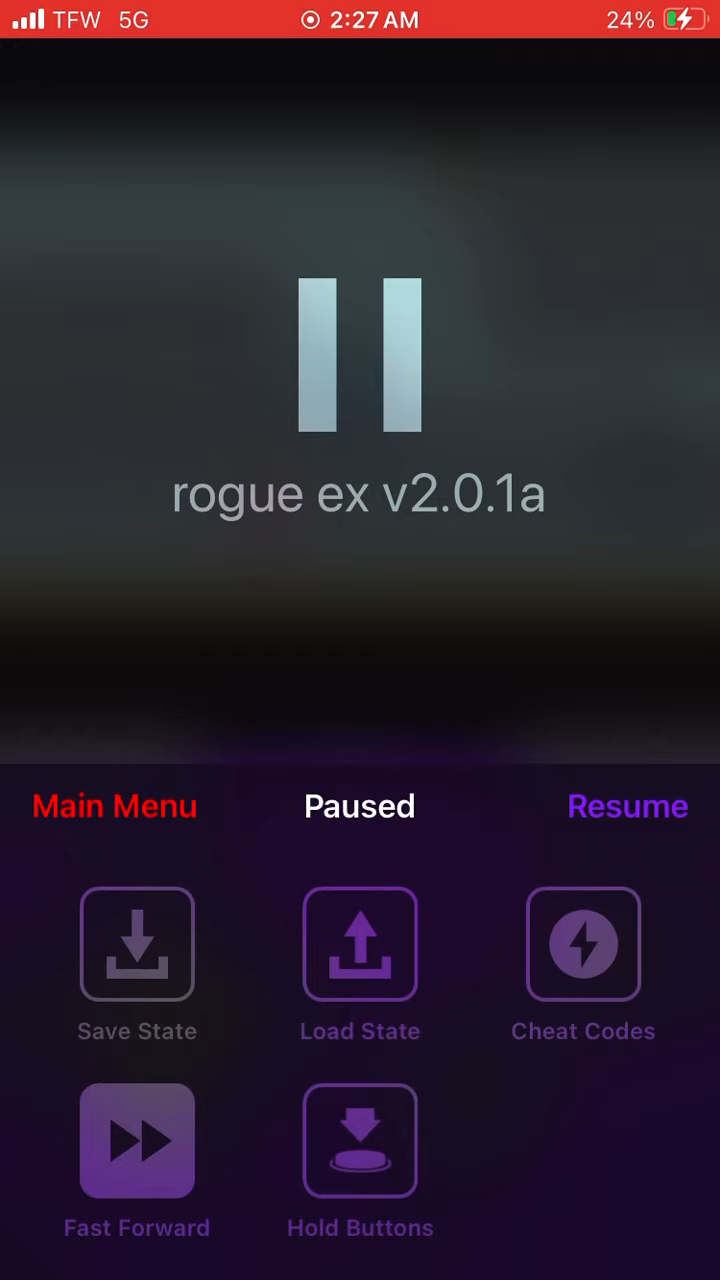 TFW 5G 2:27 AM 24%
rogue ex v2.0.1a
Main Menu Paused Resume
Save State Load State Cheat Codes
Fast Forward Hold Buttons